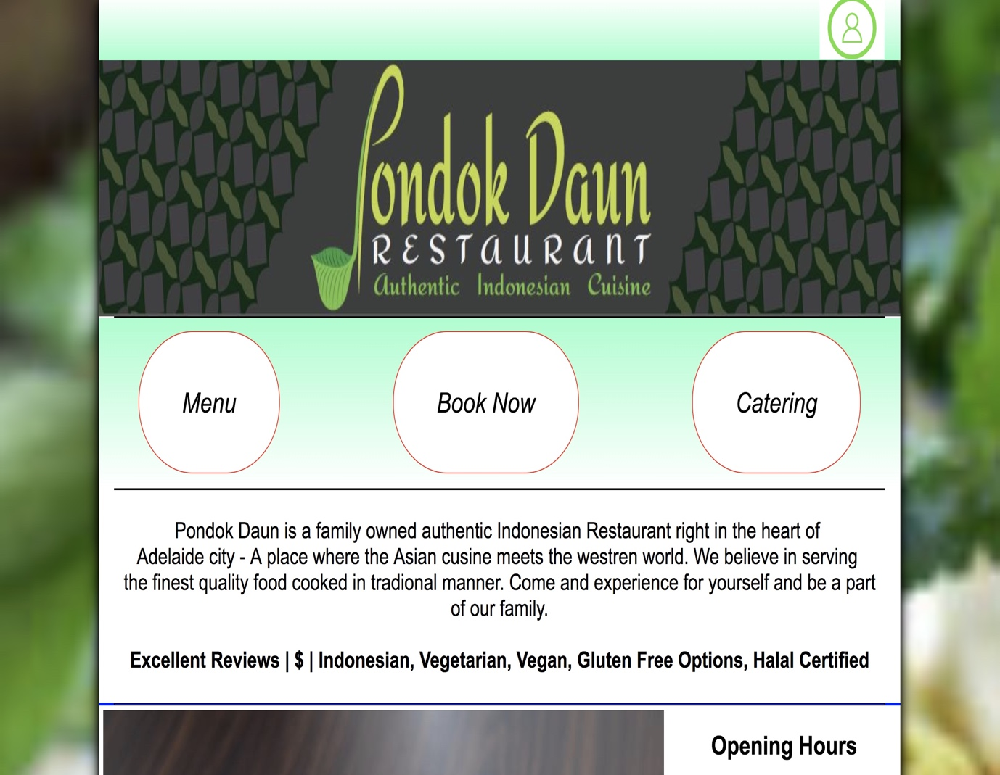 Pondok Daun
RESTAURANT
Authentic Indonesian Cuisine
Menu
Book Now
Catering
Pondok Daun is a family owned authentic Indonesian Restaurant right in the heart of
Adelaide city - A place where the Asian cusine meets the westren world. We believe in serving
the finest quality food cooked in tradional manner. Come and experience for yourself and be a part
of our family.
Excellent Reviews | $ | Indonesian, Vegetarian, Vegan, Gluten Free Options, Halal Certified
Opening Hours